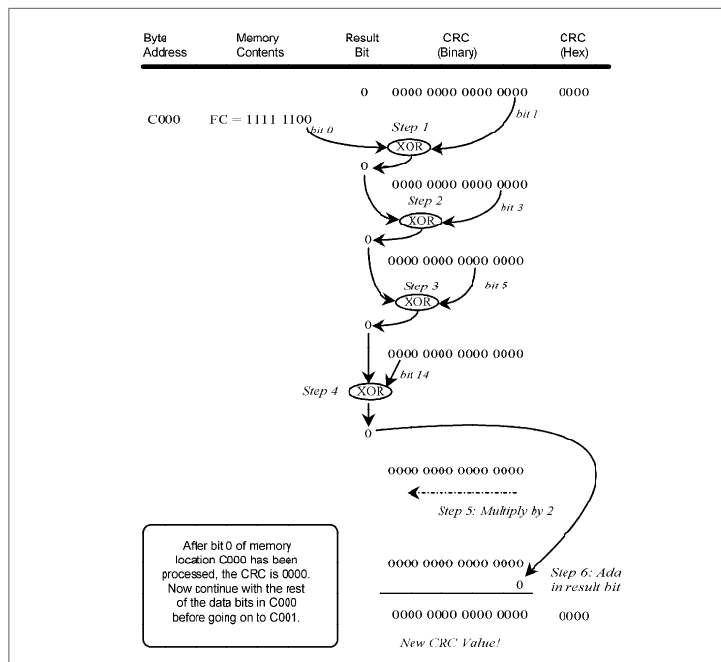 Byte Address Memory Contents Result Bit CRC (Binary) CRC (Hex)
0 0000 0000 0000 0000 0000
C000 FC = 1111 1100 bit 0 Step 1 bit 1
XOR
0
0000 0000 0000 0000
Step 2 bit 3
XOR
0
0000 0000 0000 0000
Step 3 bit 5
XOR
0
0000 0000 0000 0000
bit 14
Step 4 XOR
0
0000 0000 0000 0000
Step 5: Multiply by 2
After bit 0 of memory
location C000 has been
processed, the CRC is 0000.
Now continue with the rest
of the data bits in C000
before going on to C001.
0000 0000 0000 0000
0
Step 6: Ada
in result bit
0000 0000 0000 0000 0000
New CRC Value!